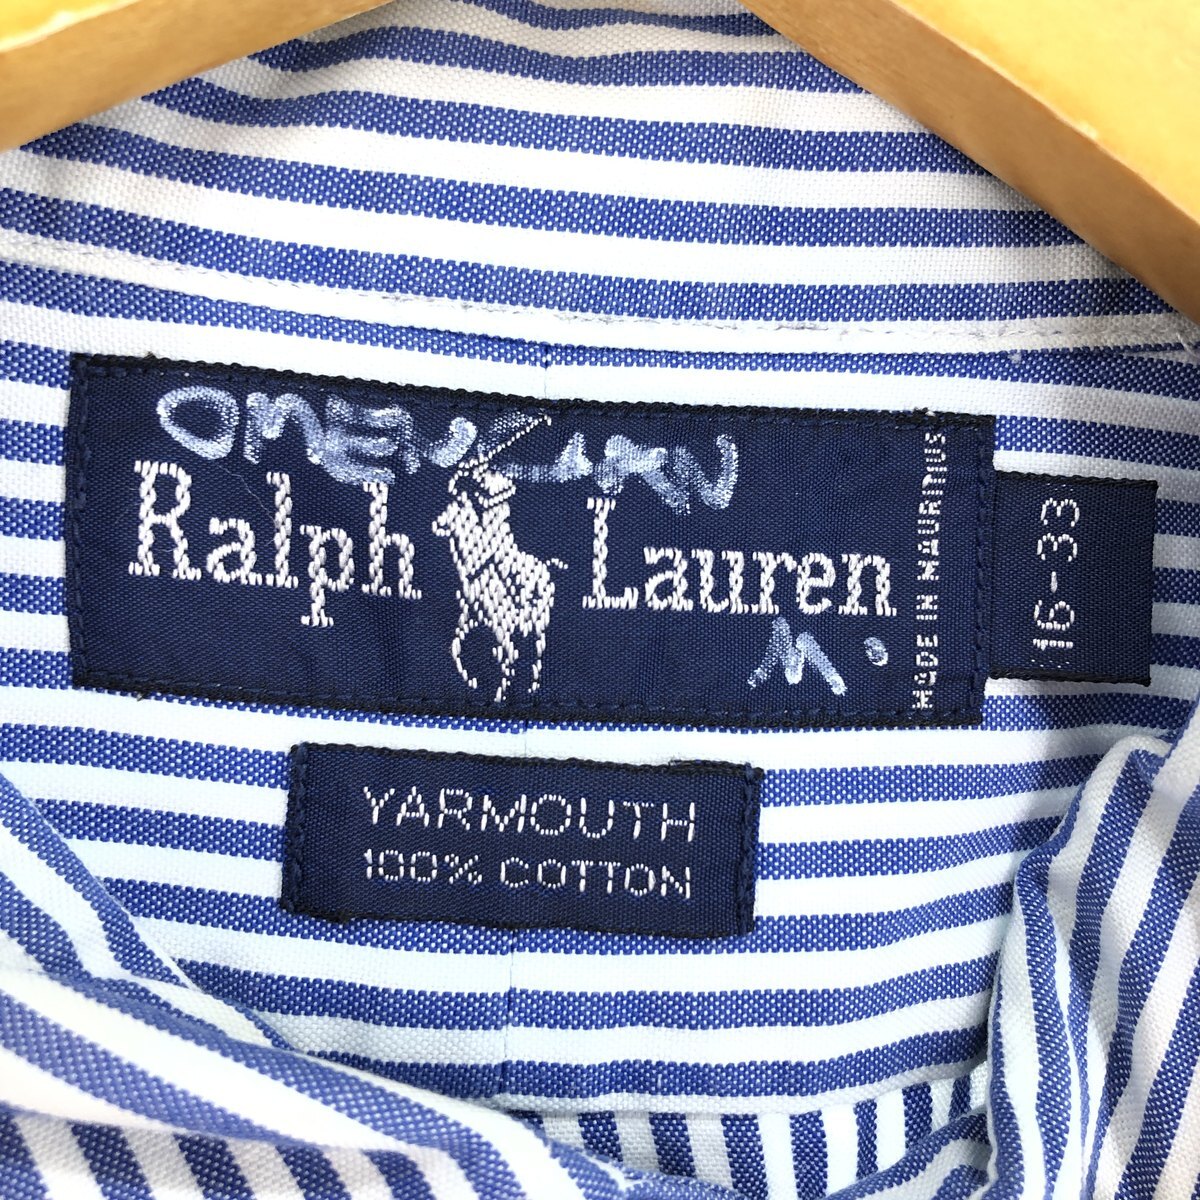 Ralph Lauren
M.
MADE IN MAURITIUS
16-33
YARMOUTH
100% COTTON